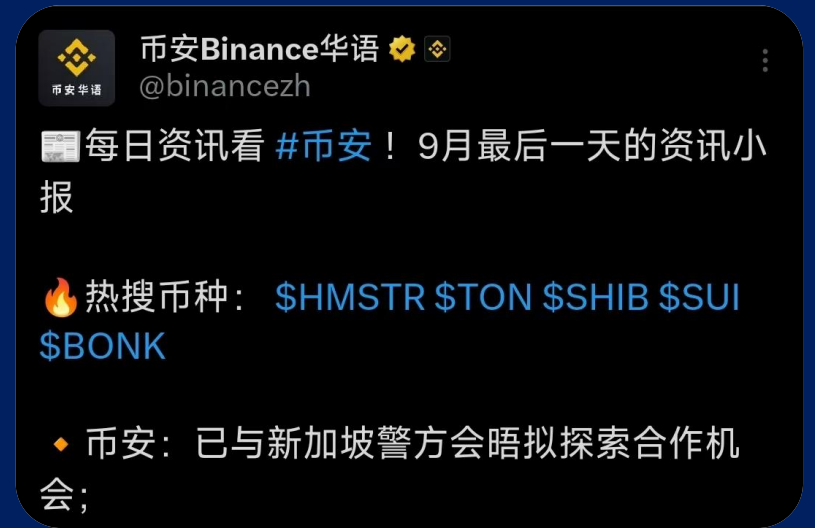 币安华语
币安Binance华语
@binancezh
📰每日资讯看 #币安！ 9月最后一天的资讯小
报
🔥热搜币种： $HMSTR $TON $SHIB $SUI
$BONK
🔸币安：已与新加坡警方会晤拟探索合作机
会;